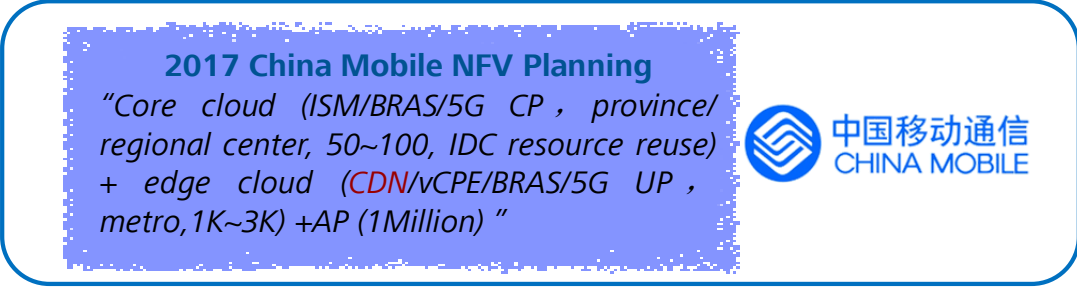 2017 China Mobile NFV Planning
“Core cloud (ISM/BRAS/5G CP，province/
regional center, 50~100, IDC resource reuse)
+ edge cloud (CDN/vCPE/BRAS/5G UP，
metro,1K~3K) +AP (1Million) ”
中国移动通信
CHINA MOBILE